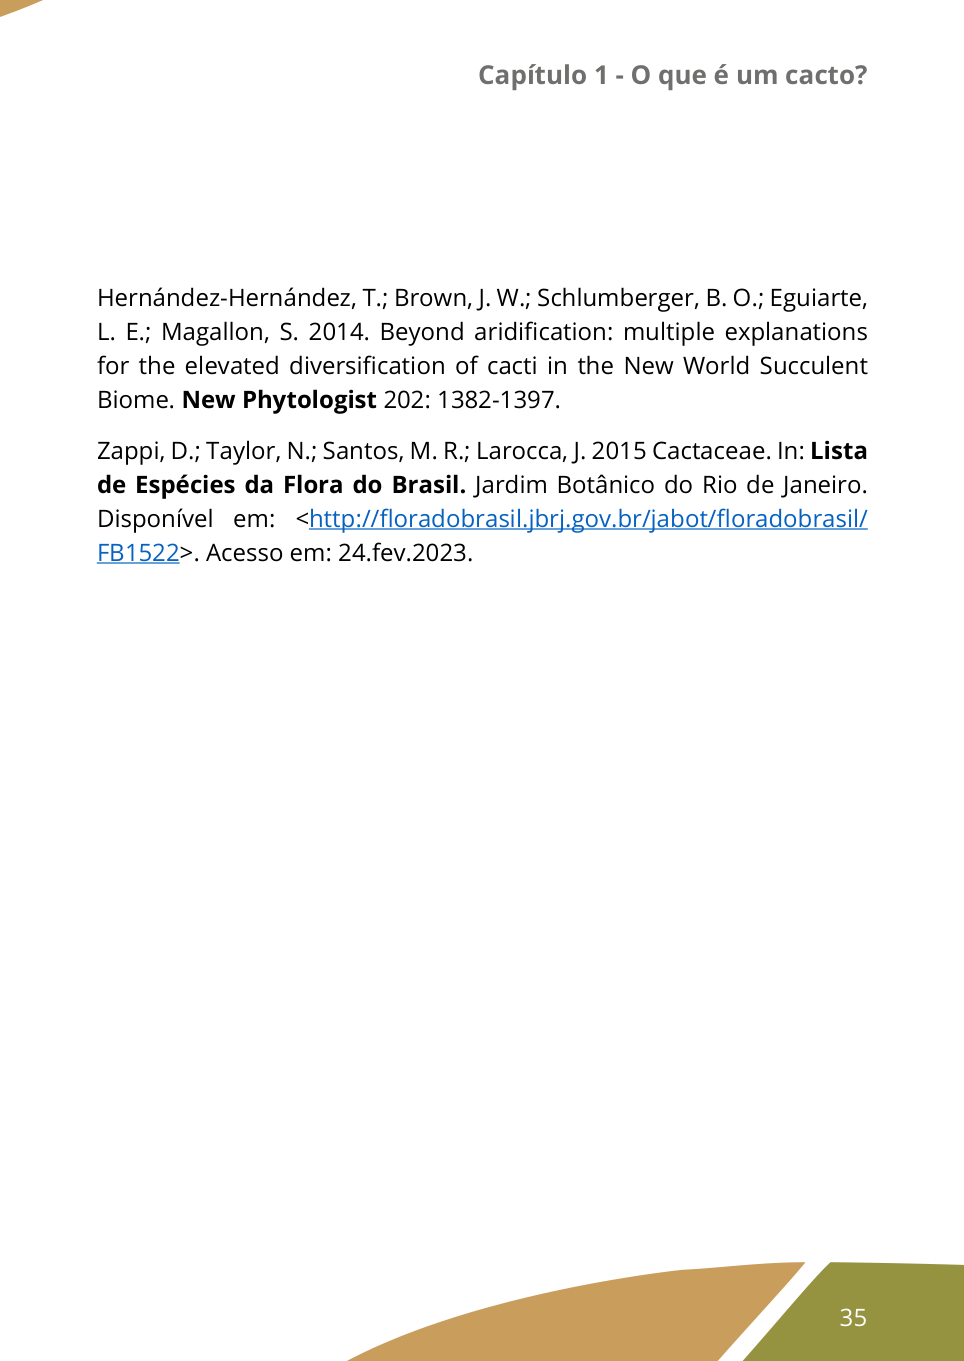 Capítulo 1 - O que é um cacto?
Hernández-Hernández, T.; Brown, J. W.; Schlumberger, B. O.; Eguiarte,
L. E.; Magallon, S. 2014. Beyond aridification: multiple explanations
for the elevated diversification of cacti in the New World Succulent
Biome. New Phytologist 202: 1382-1397.
Zappi, D.; Taylor, N.; Santos, M. R.; Larocca, J. 2015 Cactaceae. In: Lista
de Espécies da Flora do Brasil. Jardim Botânico do Rio de Janeiro.
Disponível em: <http://floradobrasil.jbrj.gov.br/jabot/floradobrasil/
FB1522>. Acesso em: 24.fev.2023.
35